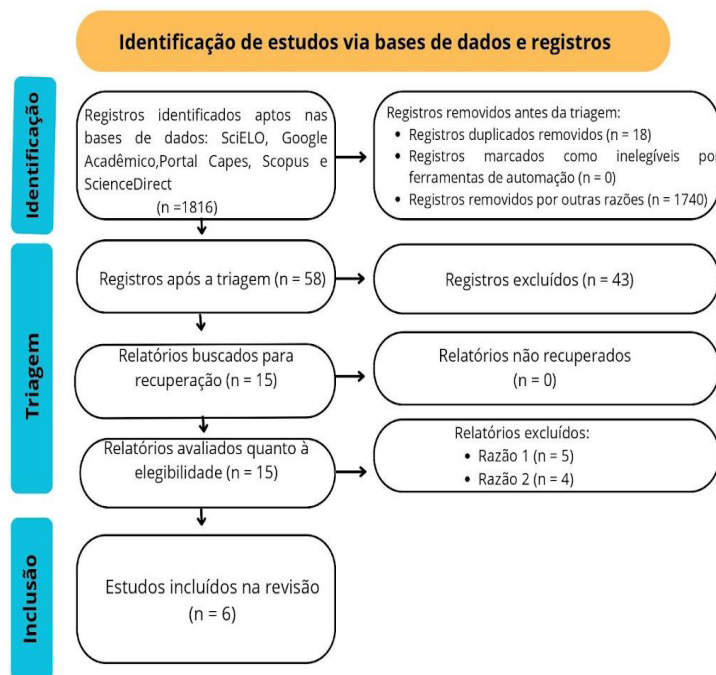 Identificação de estudos via bases de dados e registros
Identificação
Registros identificados aptos nas
bases de dados: SciELO, Google
Acadêmico,Portal Capes, Scopus e
ScienceDirect
(n =1816)
Registros removidos antes da triagem:
• Registros duplicados removidos (n = 18)
• Registros marcados como inelegíveis por
ferramentas de automação (n = 0)
• Registros removidos por outras razões (n = 1740)
Triagem
Registros após a triagem (n = 58)
Registros excluídos (n = 43)
Relatórios buscados para
recuperação (n = 15)
Relatórios não recuperados
(n = 0)
Relatórios avaliados quanto à
elegibilidade (n = 15)
Relatórios excluídos:
• Razão 1 (n = 5)
• Razão 2 (n = 4)
Inclusão
Estudos incluídos na revisão
(n = 6)